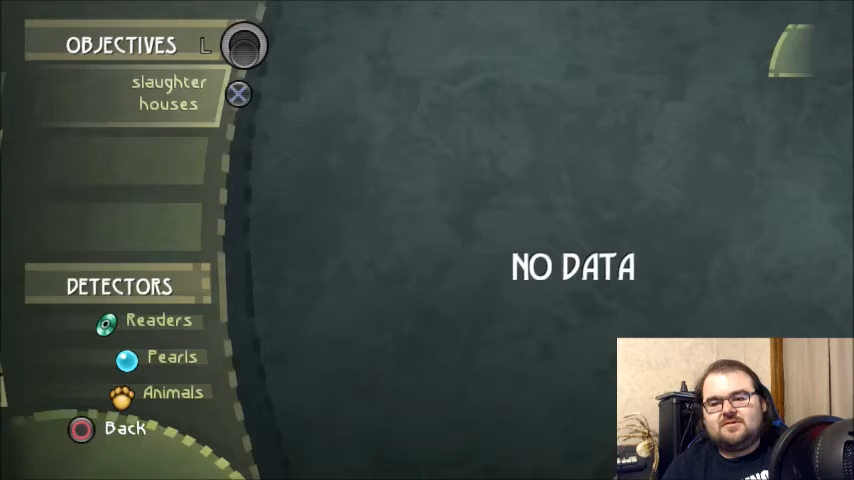 OBJECTIVES L
slaughter
houses
NO DATA
DETECTORS
Readers
Pearls
Animals
Back